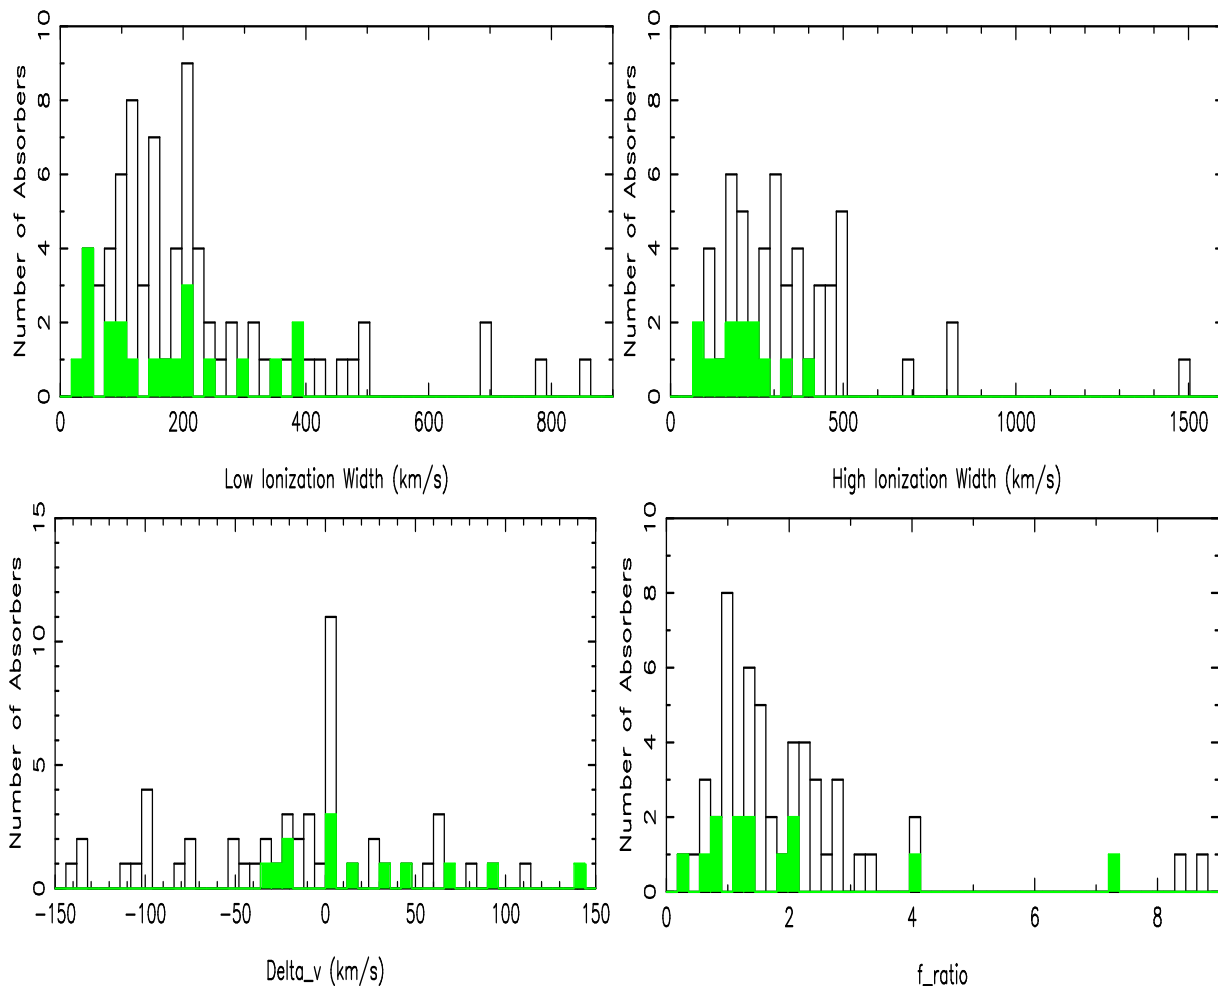 Number of Absorbers
0 2 4 6 8 10
0 200 400 600 800
Low Ionization Width (km/s)
Number of Absorbers
0 2 4 6 8 10
0 500 1000 1500
High Ionization Width (km/s)
Number of Absorbers
0 5 10 15
-150 -100 -50 0 50 100 150
Delta_v (km/s)
Number of Absorbers
0 2 4 6 8 10
0 2 4 6 8
f_ratio